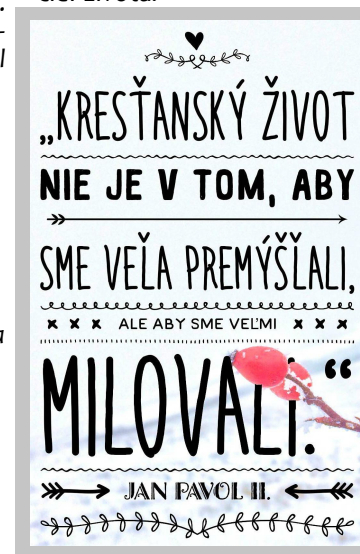 „KRESŤANSKÝ ŽIVOT
NIE JE V TOM, ABY
SME VEĽA PREMÝŠĽALI,
ALE ABY SME VEĽMI
MILOVALI.“
JAN PAVOL II.